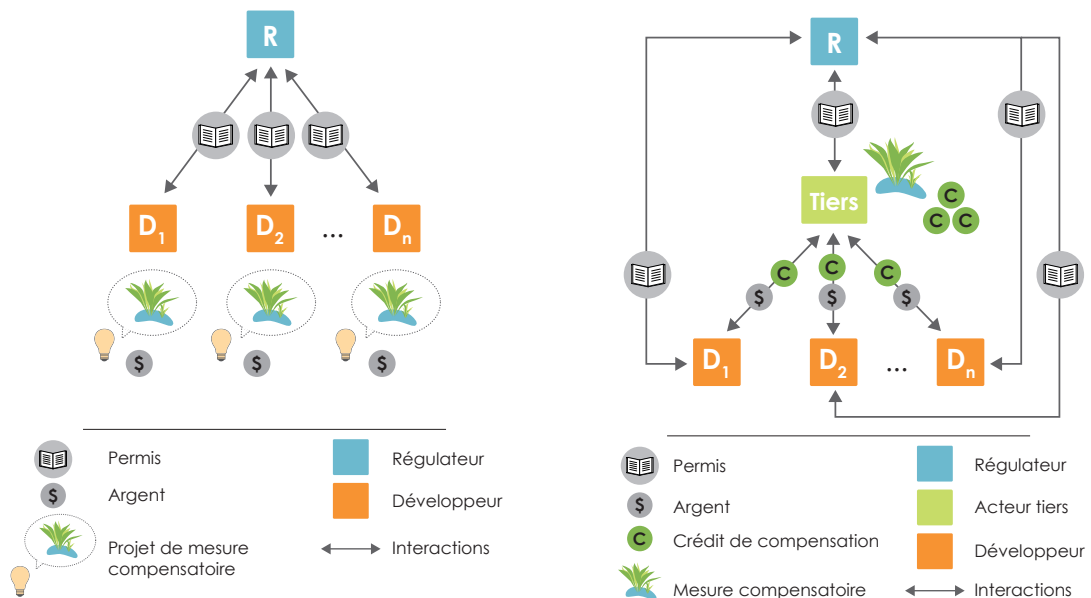 R
D1
D2
...
Dn
$
$
$
Permis
Argent
Projet de mesure
compensatoire
Régulateur
Développeur
Interactions
R
Tiers
C
C
C
C
C
C
$
$
$
D1
D2
...
Dn
Permis
$
Argent
C
Crédit de compensation
Mesure compensatoire
Régulateur
Acteur tiers
Développeur
Interactions